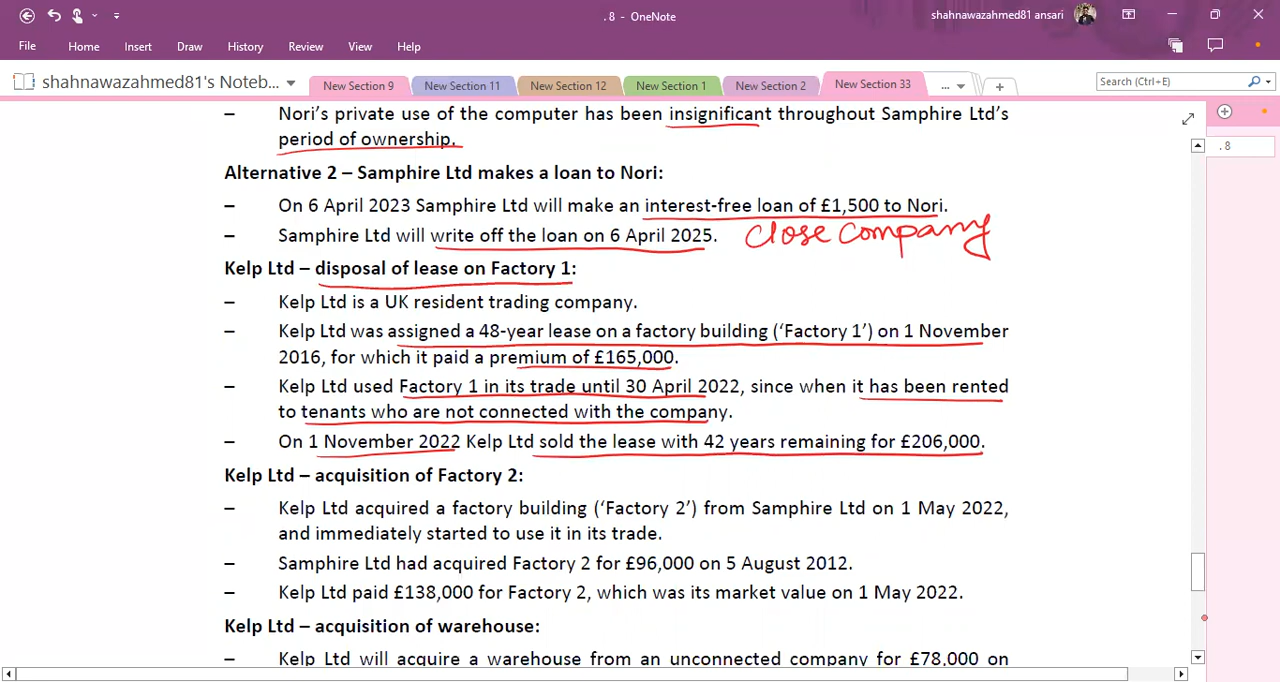 . 8 - OneNote
shahnawazahmed81 ansari
File Home Insert Draw History Review View Help
shahnawazahmed81's Noteb...
New Section 9 New Section 11 New Section 12 New Section 1 New Section 2 New Section 33 ...
Search (Ctrl+E)
. 8
– Nori's private use of the computer has been insignificant throughout Samphire Ltd's
period of ownership.
Alternative 2 – Samphire Ltd makes a loan to Nori:
– On 6 April 2023 Samphire Ltd will make an interest-free loan of £1,500 to Nori.
– Samphire Ltd will write off the loan on 6 April 2025. Close company
Kelp Ltd – disposal of lease on Factory 1:
– Kelp Ltd is a UK resident trading company.
– Kelp Ltd was assigned a 48-year lease on a factory building ('Factory 1') on 1 November
2016, for which it paid a premium of £165,000.
– Kelp Ltd used Factory 1 in its trade until 30 April 2022, since when it has been rented
to tenants who are not connected with the company.
– On 1 November 2022 Kelp Ltd sold the lease with 42 years remaining for £206,000.
Kelp Ltd – acquisition of Factory 2:
– Kelp Ltd acquired a factory building ('Factory 2') from Samphire Ltd on 1 May 2022,
and immediately started to use it in its trade.
– Samphire Ltd had acquired Factory 2 for £96,000 on 5 August 2012.
– Kelp Ltd paid £138,000 for Factory 2, which was its market value on 1 May 2022.
Kelp Ltd – acquisition of warehouse:
– Kelp Ltd will acquire a warehouse from an unconnected company for £78,000 on